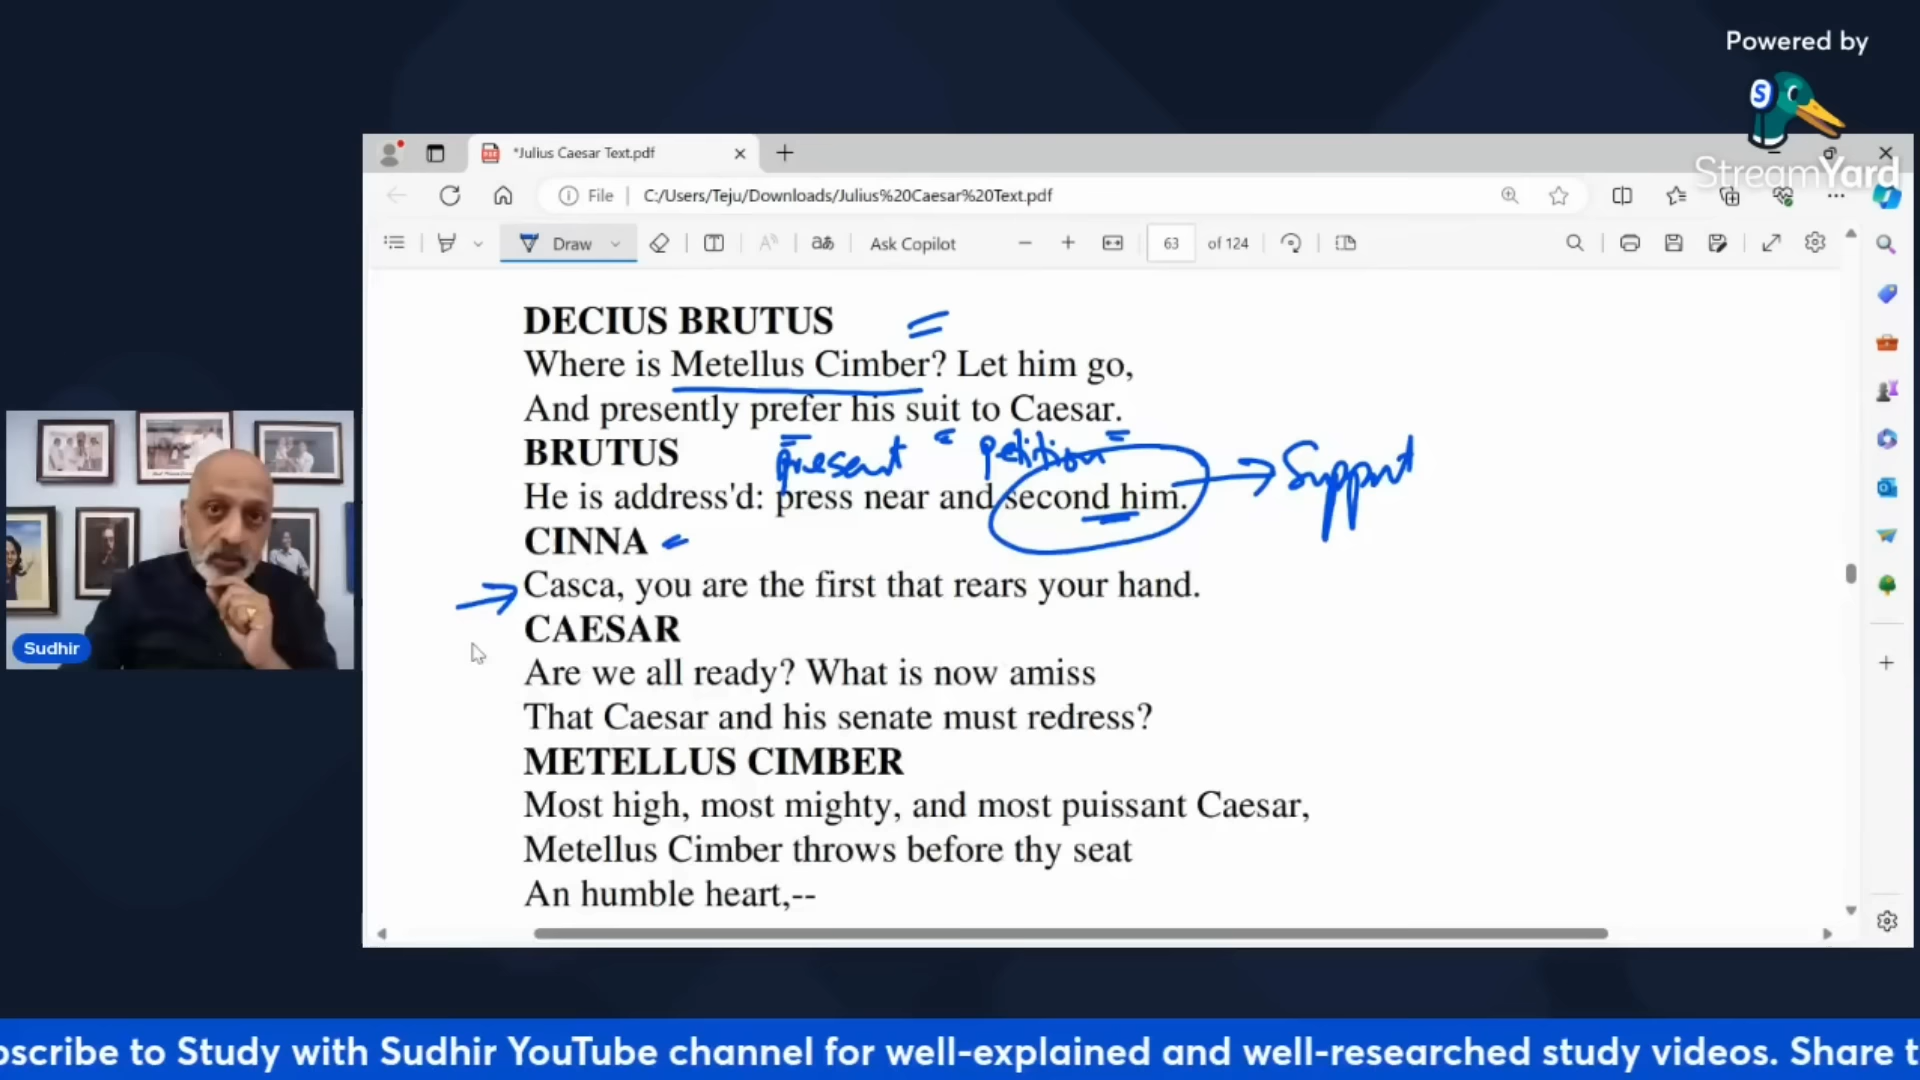 Powered by
S
StreamYard
*Julius Caesar Text.pdf
File
C:/Users/Teju/Downloads/Julius%20Caesar%20Text.pdf
Draw
aあ
Ask Copilot
63
of 124
DECIUS BRUTUS
Where is Metellus Cimber? Let him go,
And presently prefer his suit to Caesar.
present petition
BRUTUS
He is address'd: press near and second him.
Support
CINNA
Casca, you are the first that rears your hand.
CAESAR
Are we all ready? What is now amiss
That Caesar and his senate must redress?
METELLUS CIMBER
Most high, most mighty, and most puissant Caesar,
Metellus Cimber throws before thy seat
An humble heart,--
Sudhir
bscribe to Study with Sudhir YouTube channel for well-explained and well-researched study videos. Share t